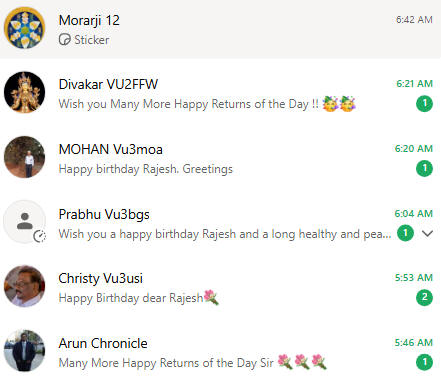 Morarji 12 6:42 AM
Sticker
Divakar VU2FFW 6:21 AM
Wish you Many More Happy Returns of the Day !! 🥳🥳 1
MOHAN Vu3moa 6:20 AM
Happy birthday Rajesh. Greetings 1
Prabhu Vu3bgs 6:04 AM
Wish you a happy birthday Rajesh and a long healthy and pea... 1
Christy Vu3usi 5:53 AM
Happy Birthday dear Rajesh💐 2
Arun Chronicle 5:46 AM
Many More Happy Returns of the Day Sir 💐💐💐 1